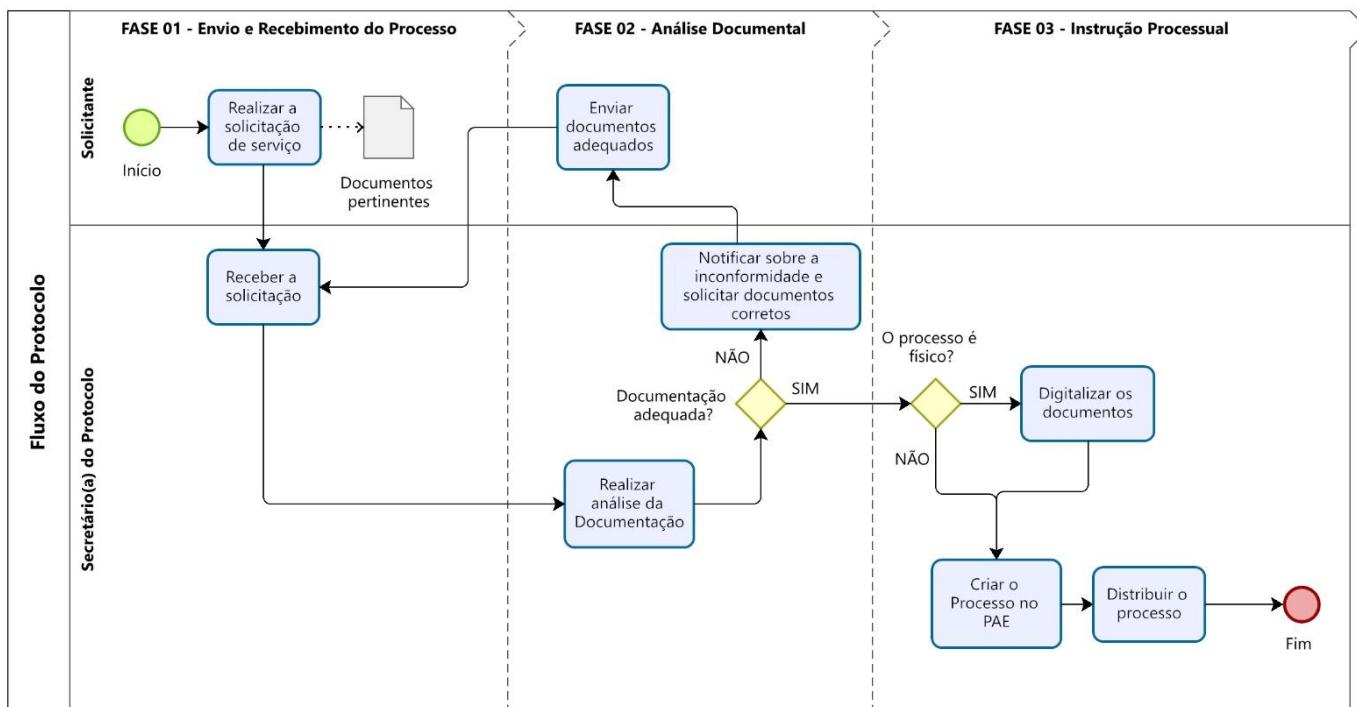 FASE 01 - Envio e Recebimento do Processo
FASE 02 - Análise Documental
FASE 03 - Instrução Processual
Fluxo do Protocolo
Solicitante
Início
Realizar a
solicitação
de serviço
Documentos
pertinentes
Enviar
documentos
adequados
Secretário(a) do Protocolo
Receber a
solicitação
Notificar sobre a
inconformidade e
solicitar documentos
corretos
NÃO
Documentação
adequada?
SIM
Realizar
análise da
Documentação
O processo é
físico?
SIM
NÃO
Digitalizar os
documentos
Criar o
Processo no
PAE
Distribuir o
processo
Fim